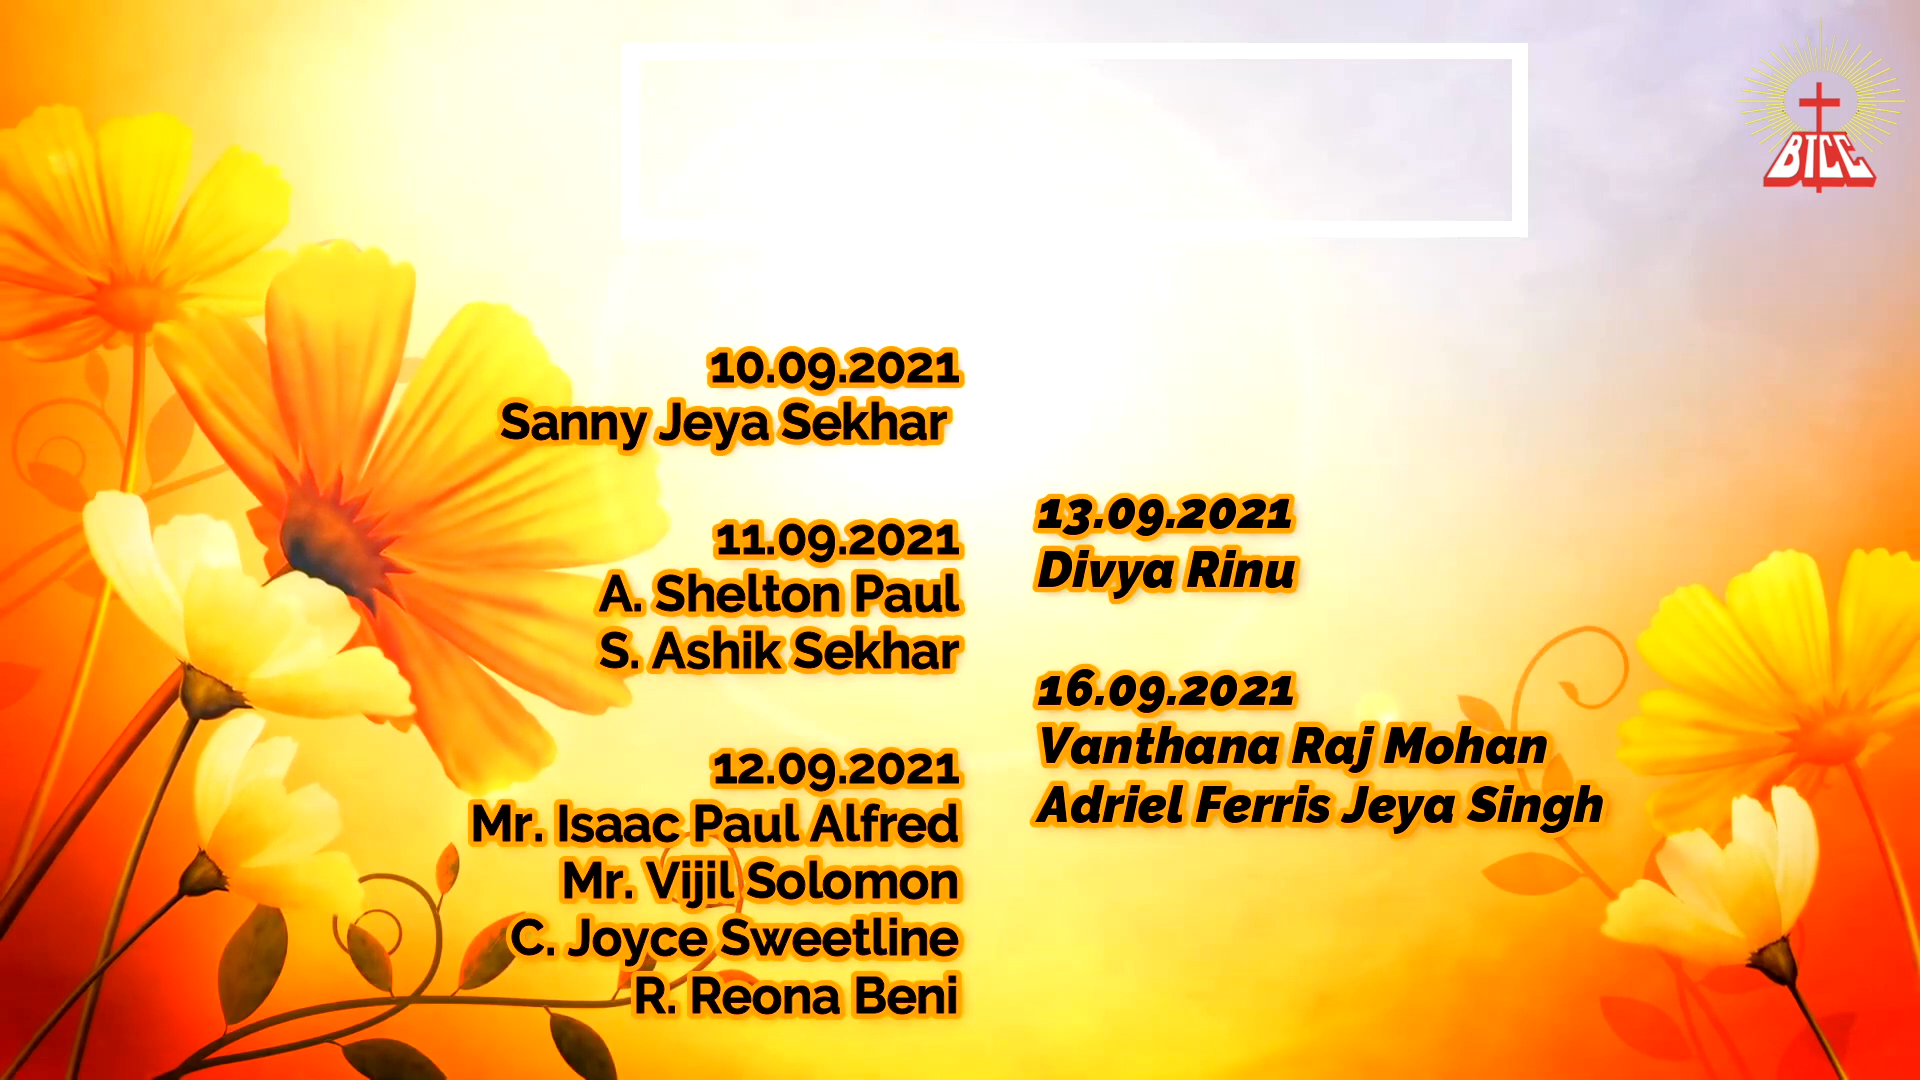 BTCC
10.09.2021
Sanny Jeya Sekhar
11.09.2021
A. Shelton Paul
S. Ashik Sekhar
12.09.2021
Mr. Isaac Paul Alfred
Mr. Vijil Solomon
C. Joyce Sweetline
R. Reona Beni
13.09.2021
Divya Rinu
16.09.2021
Vanthana Raj Mohan
Adriel Ferris Jeya Singh